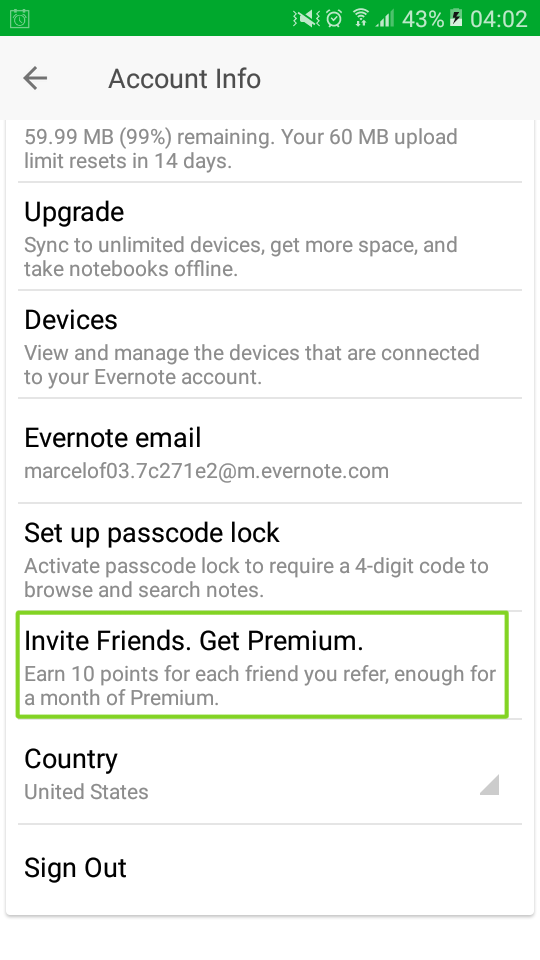 43% 04:02
Account Info
59.99 MB (99%) remaining. Your 60 MB upload
limit resets in 14 days.
Upgrade
Sync to unlimited devices, get more space, and
take notebooks offline.
Devices
View and manage the devices that are connected
to your Evernote account.
Evernote email
marcelof03.7c271e2@m.evernote.com
Set up passcode lock
Activate passcode lock to require a 4-digit code to
browse and search notes.
Invite Friends. Get Premium.
Earn 10 points for each friend you refer, enough for
a month of Premium.
Country
United States
Sign Out